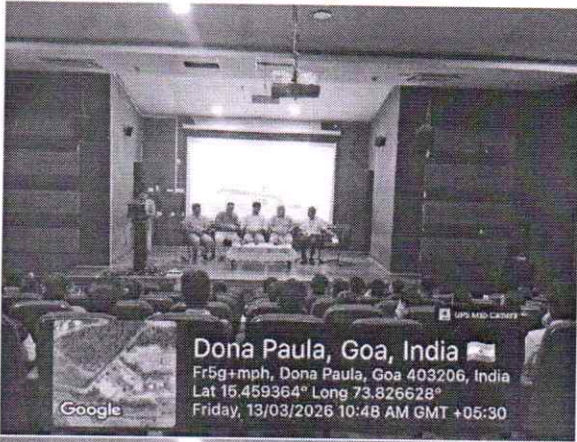 GPS Map Camera
Dona Paula, Goa, India
Fr5g+mph, Dona Paula, Goa 403206, India
Lat 15.459364° Long 73.826628°
Friday, 13/03/2026 10:48 AM GMT +05:30
Google